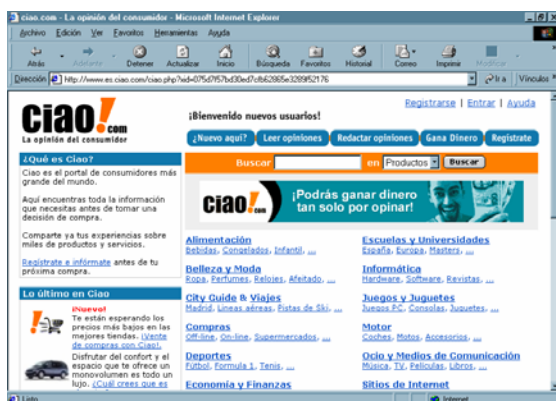 ciao.com - La opinión del consumidor - Microsoft Internet Explorer
Archivo Edición Ver Favoritos Herramientas Ayuda
Atrás Adelante Detener Actualizar Inicio Búsqueda Favoritos Historial Correo Imprimir Modificar
Dirección Ir a Vínculos »
ciao!.com
La opinión del consumidor
Registrarse | Entrar | Ayuda
¡Bienvenido nuevos usuarios!
¿Nuevo aquí? Leer opiniones Redactar opiniones Gana Dinero Regístrate
Buscar en Productos Buscar
¿Qué es Ciao?
Ciao es el portal de consumidores más
grande del mundo.
Aquí encuentras toda la información
que necesitas antes de tomar una
decisión de compra.
Comparte ya tus experiencias sobre
miles de productos y servicios.
Regístrate e infórmate antes de tu
próxima compra.
Lo último en Ciao
¡Nuevo!
Te están esperando los
precios más bajos en las
mejores tiendas. ¡Vente
de compras con Ciao!.
Disfrutar del confort y el
espacio que te ofrece un
monovolumen es todo un
lujo. ¿Cuál crees que es
ciao!.com
¡Podrás ganar dinero
tan solo por opinar!
Alimentación
Bebidas, Congelados, Infantil, ...
Belleza y Moda
Ropa, Perfumes, Relojes, Afeitado, ...
City Guide & Viajes
Madrid, Líneas aéreas, Pistas de Ski, ...
Compras
Off-line, On-line, Supermercados, ...
Deportes
Fútbol, Formula 1, Tenis, ...
Economía y Finanzas
Escuelas y Universidades
España, Europa, Masters, ...
Informática
Hardware, Software, Revistas, ...
Juegos y Juguetes
Juegos PC, Consolas, Juguetes, ...
Motor
Coches, Motos, Accesorios, ...
Ocio y Medios de Comunicación
Música, TV, Películas, Libros, ...
Sitios de Internet
Listo Internet